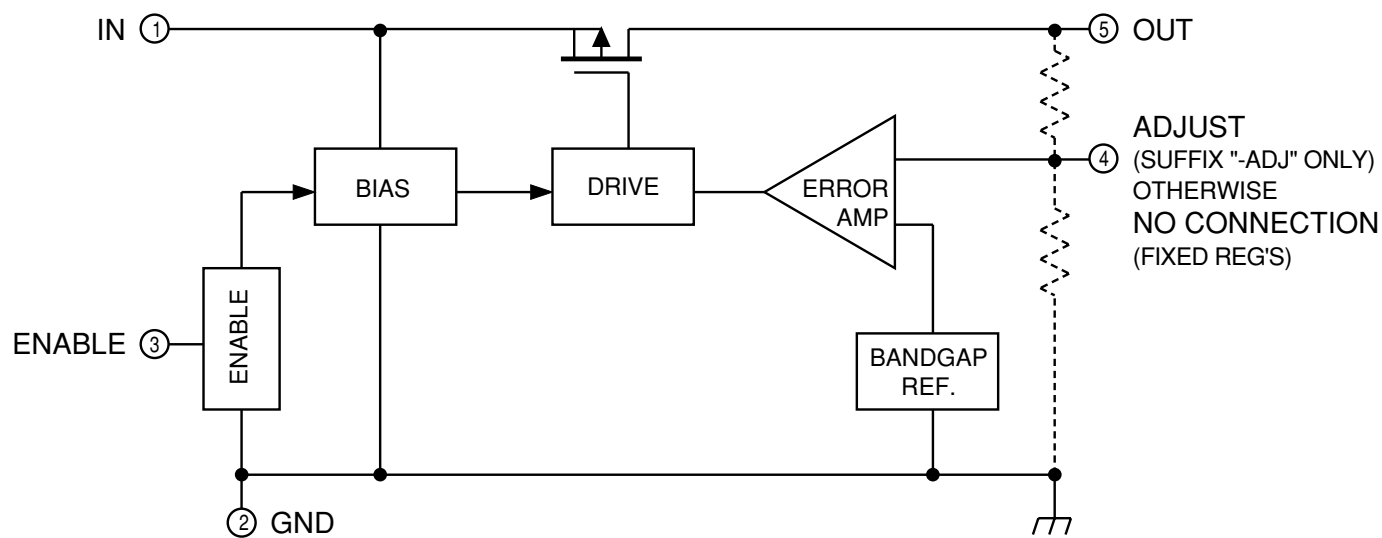 IN 1
5 OUT
ADJUST
4 (SUFFIX "-ADJ" ONLY)
OTHERWISE
NO CONNECTION
(FIXED REG'S)
BIAS
DRIVE
ERROR
AMP
ENABLE 3
ENABLE
BANDGAP
REF.
2 GND